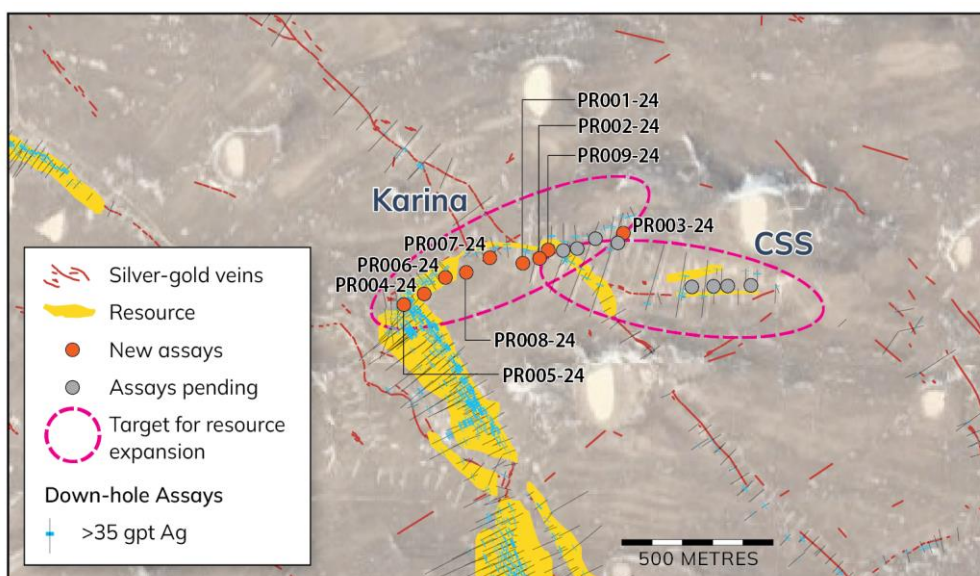 PR001-24
PR002-24
PR009-24
Karina
PR007-24
PR003-24
CSS
PR006-24
PR004-24
PR008-24
PR005-24
Silver-gold veins
Resource
New assays
Assays pending
Target for resource
expansion
Down-hole Assays
>35 gpt Ag
500 METRES